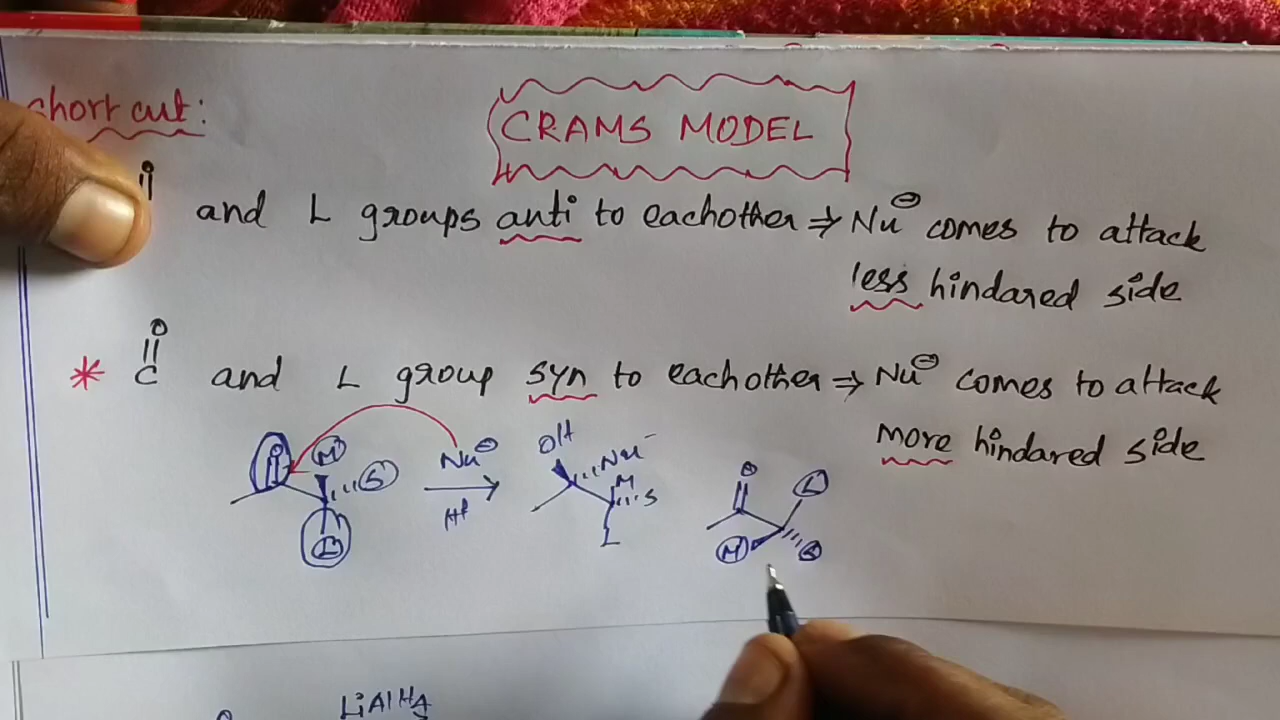 short cut:
CRAMS MODEL
O
and L groups anti to eachother ⇒ Nu⊖ comes to attack
less hindared side
O
* C and L group syn to eachother ⇒ Nu⊖ comes to attack
more hindared side
O M S L
Nu⊖
H⁺
OH Nu⁻ M S L
O L M S
LiAlH4